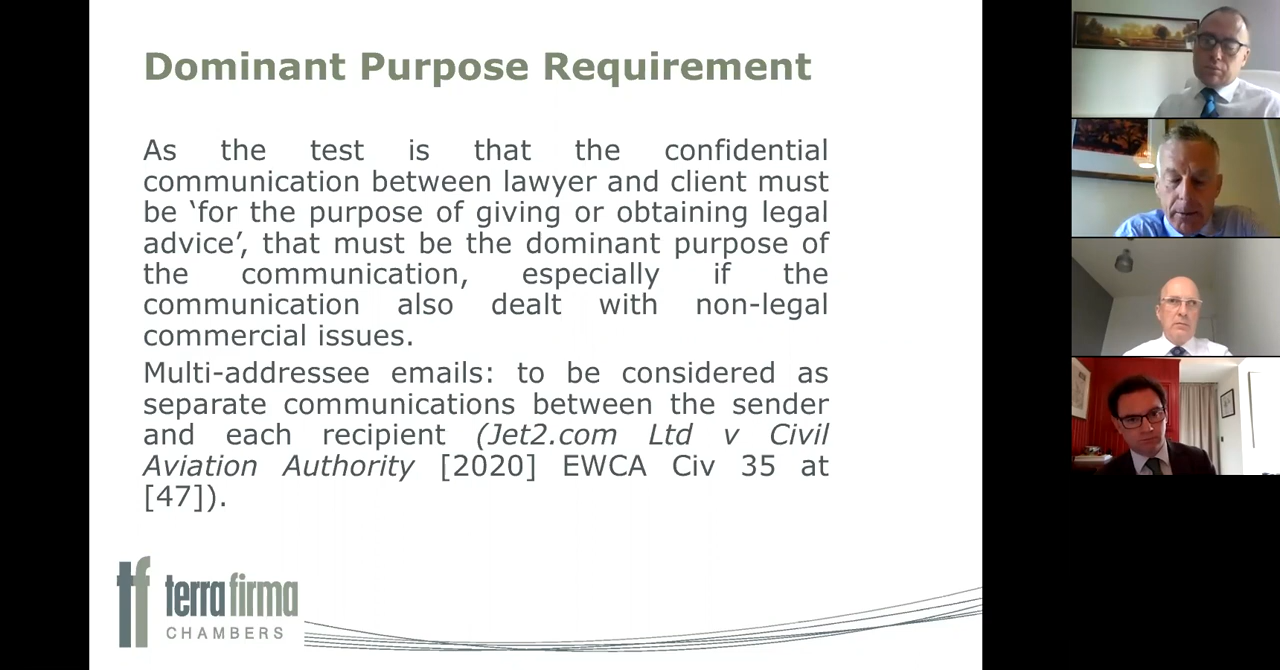 Dominant Purpose Requirement
As the test is that the confidential
communication between lawyer and client must
be ‘for the purpose of giving or obtaining legal
advice’, that must be the dominant purpose of
the communication, especially if the
communication also dealt with non-legal
commercial issues.
Multi-addressee emails: to be considered as
separate communications between the sender
and each recipient (Jet2.com Ltd v Civil
Aviation Authority [2020] EWCA Civ 35 at
[47]).
tf terra firma
CHAMBERS